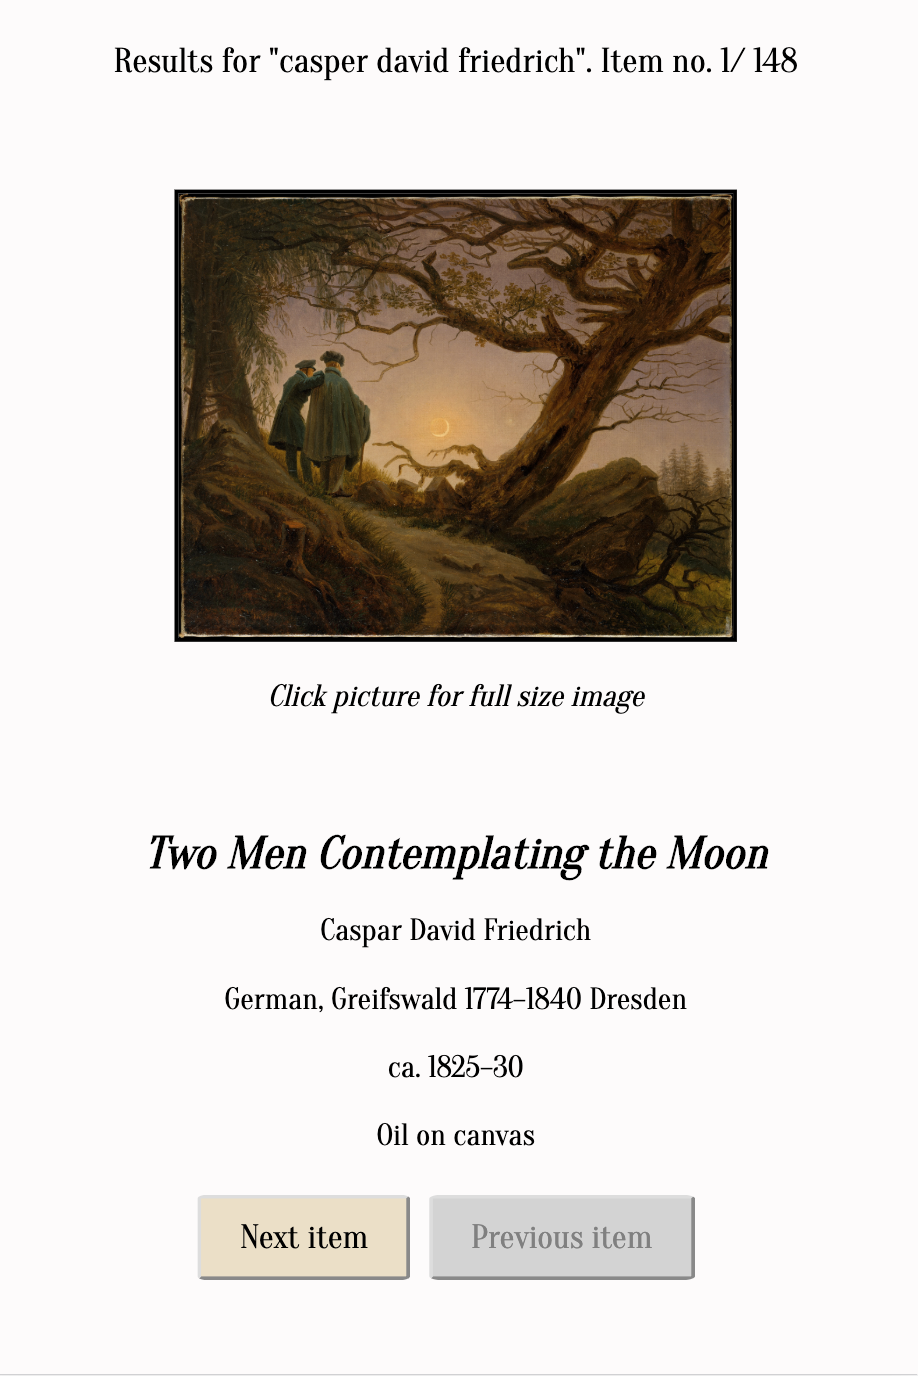 Results for "casper david friedrich". Item no. 1/ 148
Click picture for full size image
Two Men Contemplating the Moon
Caspar David Friedrich
German, Greifswald 1774–1840 Dresden
ca. 1825–30
Oil on canvas
Next item
Previous item